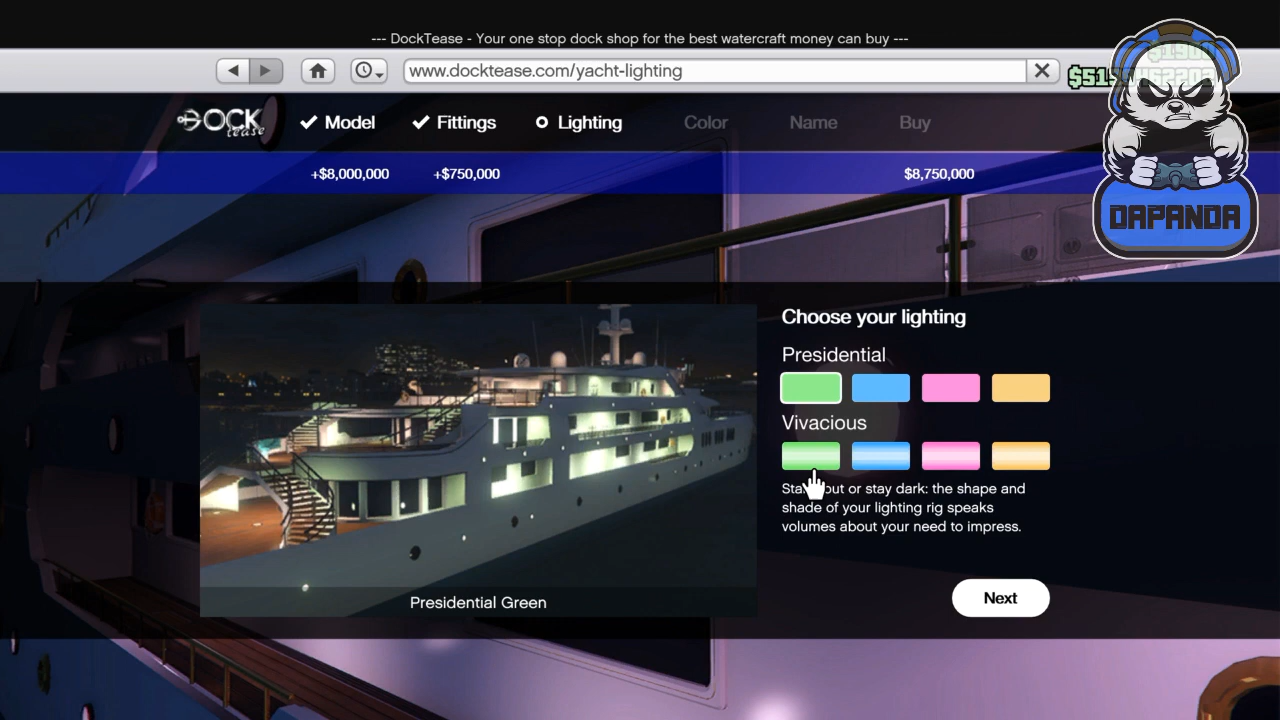 --- DockTease - Your one stop dock shop for the best watercraft money can buy ---
www.docktease.com/yacht-lighting
DOCK
tease
Model
Fittings
Lighting
Color
Name
Buy
+$8,000,000
+$750,000
$8,750,000
DAPANDA
Choose your lighting
Presidential
Vivacious
out or stay dark: the shape and
shade of your lighting rig speaks
volumes about your need to impress.
Presidential Green
Next